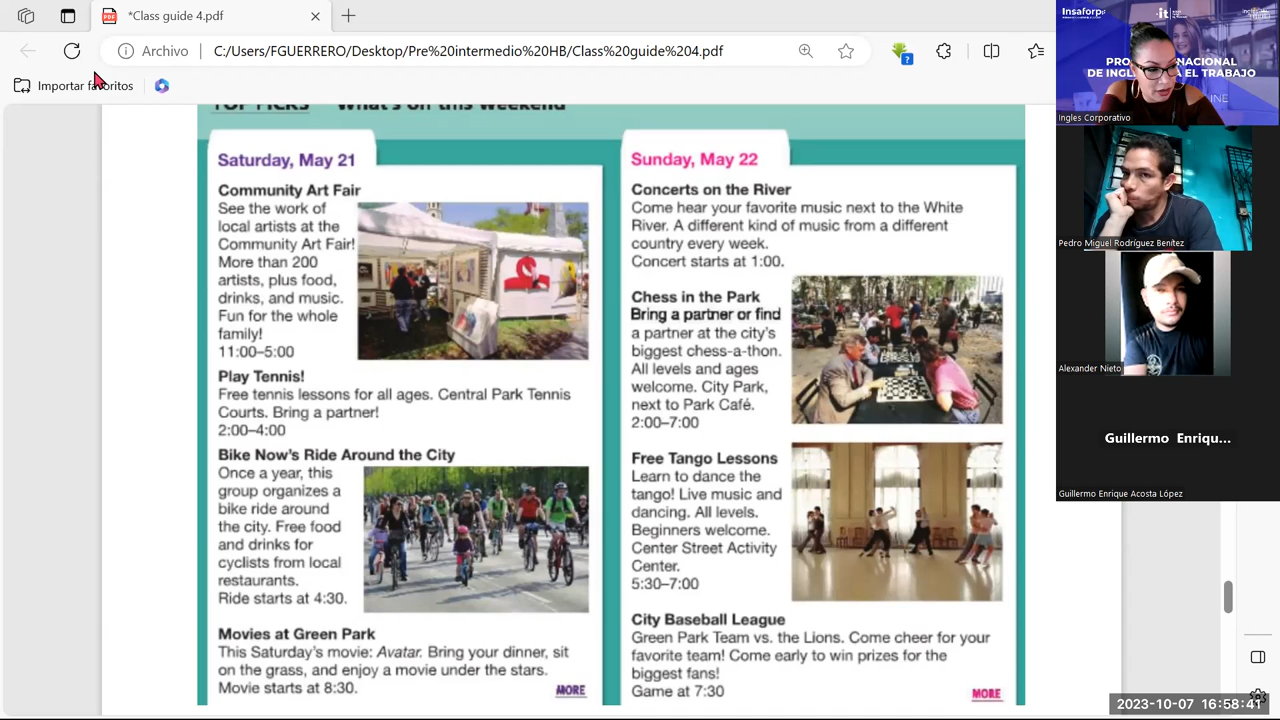 *Class guide 4.pdf
Archivo
C:/Users/FGUERRERO/Desktop/Pre%20intermedio%20HB/Class%20guide%204.pdf
Importar favoritos
TOP PICKS What's on this weekend
Saturday, May 21
Community Art Fair
See the work of
local artists at the
Community Art Fair!
More than 200
artists, plus food,
drinks, and music.
Fun for the whole
family!
11:00–5:00
Play Tennis!
Free tennis lessons for all ages. Central Park Tennis
Courts. Bring a partner!
2:00–4:00
Bike Now's Ride Around the City
Once a year, this
group organizes a
bike ride around
the city. Free food
and drinks for
cyclists from local
restaurants.
Ride starts at 4:30.
Movies at Green Park
This Saturday's movie: Avatar. Bring your dinner, sit
on the grass, and enjoy a movie under the stars.
Movie starts at 8:30.
MORE
Sunday, May 22
Concerts on the River
Come hear your favorite music next to the White
River. A different kind of music from a different
country every week.
Concert starts at 1:00.
Chess in the Park
Bring a partner or find
a partner at the city's
biggest chess-a-thon.
All levels and ages
welcome. City Park,
next to Park Café.
2:00–7:00
Free Tango Lessons
Learn to dance the
tango! Live music and
dancing. All levels.
Beginners welcome.
Center Street Activity
Center.
5:30–7:00
City Baseball League
Green Park Team vs. the Lions. Come cheer for your
favorite team! Come early to win prizes for the
biggest fans!
Game at 7:30
MORE
Insaforp
it
NACIONAL
DE INGL A EL TRABAJO
INE
Ingles Corporativo
Pedro Miguel Rodríguez Benítez
Alexander Nieto
Guillermo Enriqu...
Guillermo Enrique Acosta López
2023-10-07 16:58:41